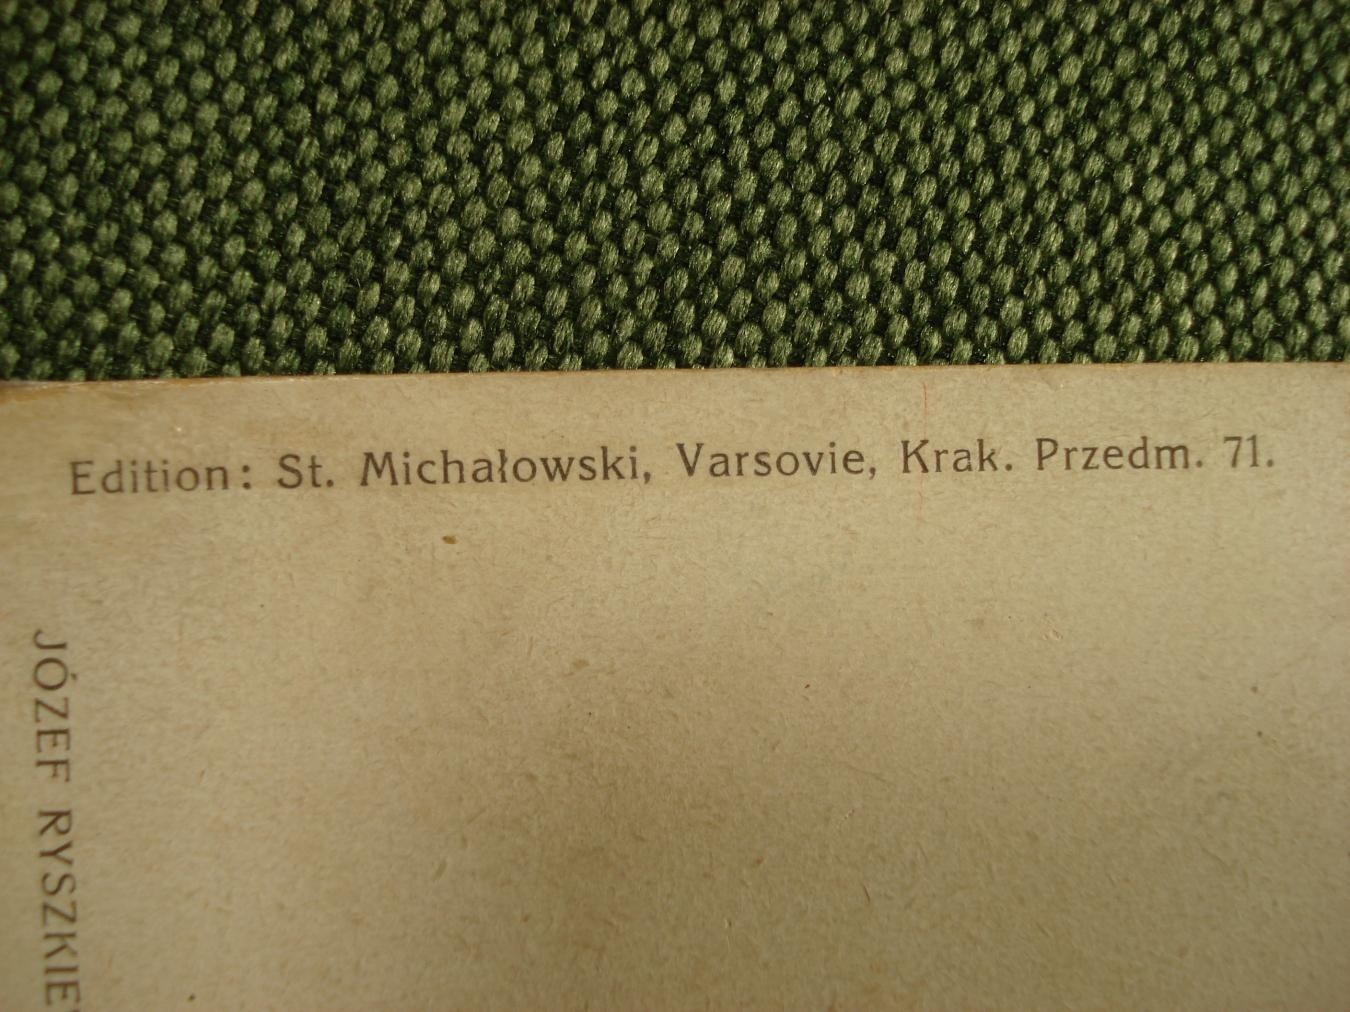 Edition: St. Michałowski, Varsovie, Krak. Przedm. 71.
JÓZEF RYSZKIE